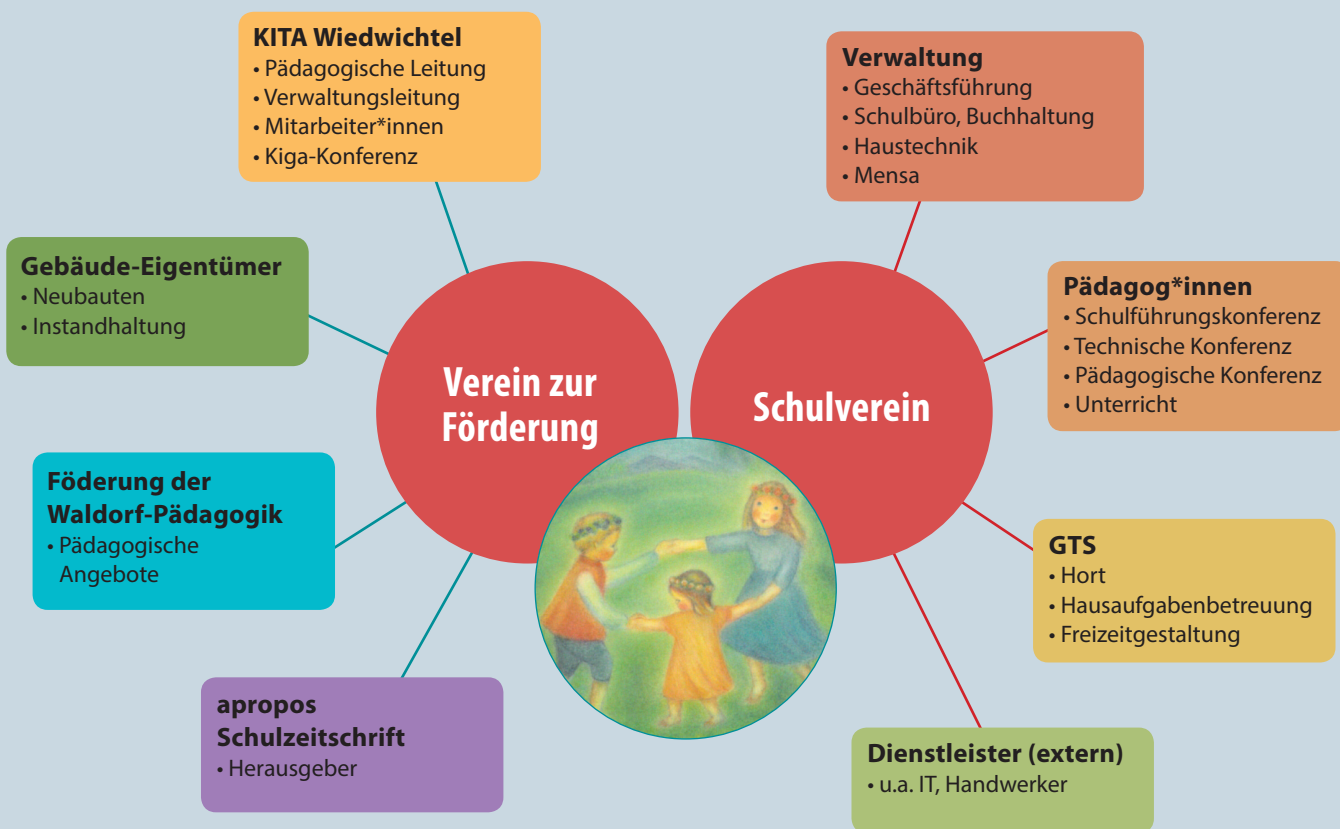 KITA Wiedwichtel
• Pädagogische Leitung
• Verwaltungsleitung
• Mitarbeiter*innen
• Kiga-Konferenz
Verwaltung
• Geschäftsführung
• Schulbüro, Buchhaltung
• Haustechnik
• Mensa
Gebäude-Eigentümer
• Neubauten
• Instandhaltung
Pädagog*innen
• Schulführungskonferenz
• Technische Konferenz
• Pädagogische Konferenz
• Unterricht
Verein zur
Förderung
Schulverein
Föderung der
Waldorf-Pädagogik
• Pädagogische
Angebote
GTS
• Hort
• Hausaufgabenbetreuung
• Freizeitgestaltung
apropos
Schulzeitschrift
• Herausgeber
Dienstleister (extern)
• u.a. IT, Handwerker